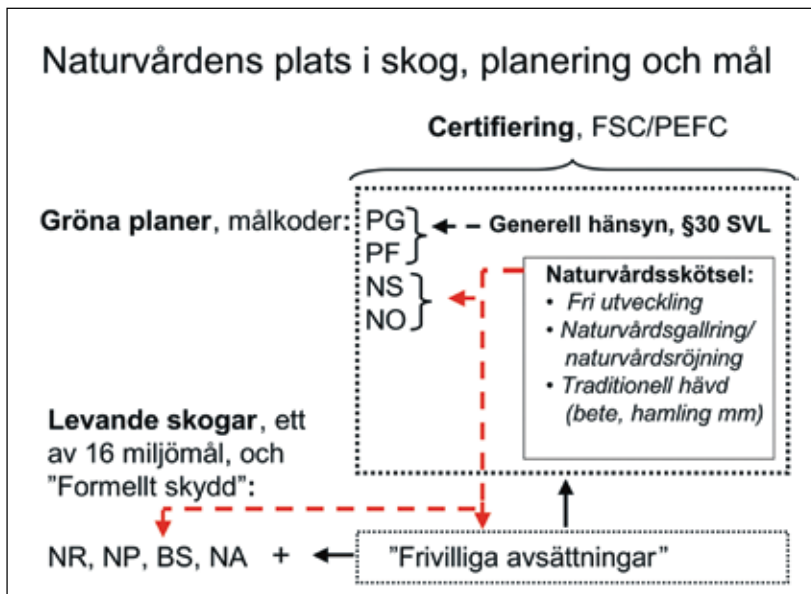 Naturvårdens plats i skog, planering och mål
Certifiering, FSC/PEFC
Gröna planer, målkoder:
PG
PF
NS
NO
Generell hänsyn, §30 SVL
Naturvårdsskötsel:
• Fri utveckling
• Naturvårdsgallring/
naturvårdsröjning
• Traditionell hävd
(bete, hamling mm)
Levande skogar, ett
av 16 miljömål, och
”Formellt skydd”:
NR, NP, BS, NA +
”Frivilliga avsättningar”